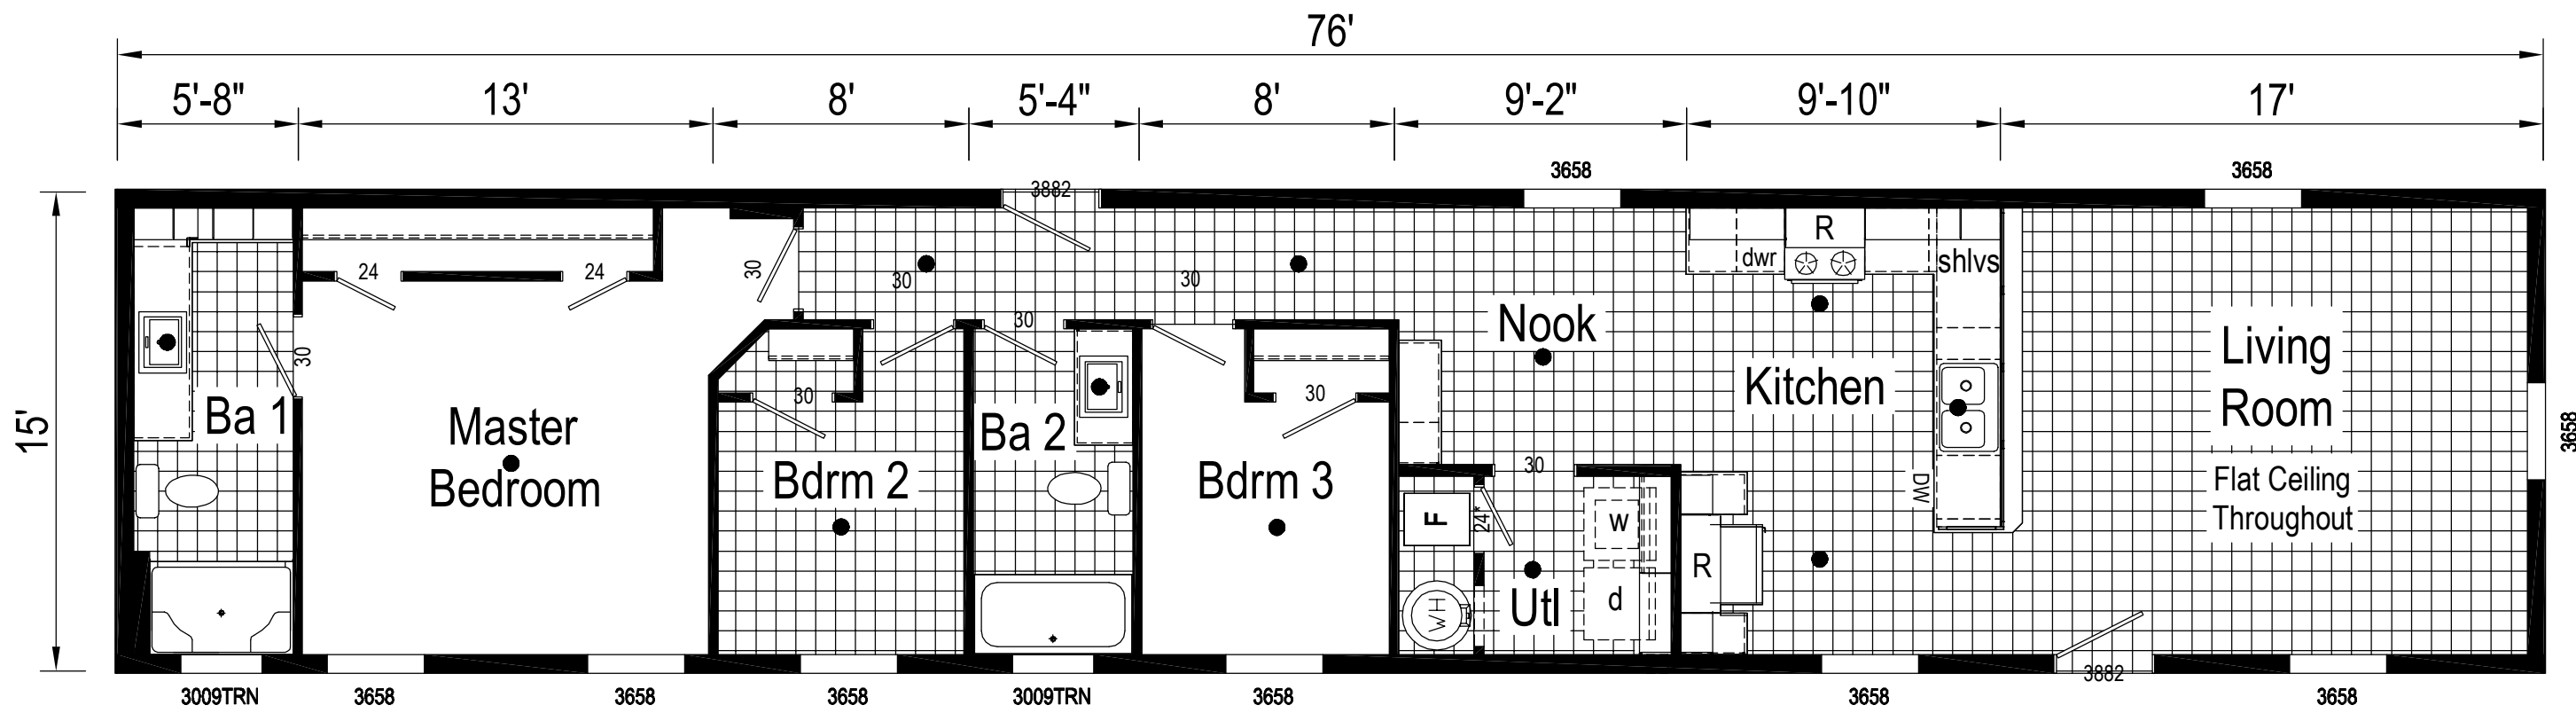 76'
5'-8" 13' 8' 5'-4" 8' 9'-2" 9'-10" 17'
3658 3658
3882
15'
R
dwr
shlvs
24 24 30 30 30
30 30
30 30
Nook
Kitchen
Living
Room
Ba 1
Master
Bedroom
Ba 2
Bdrm 2
Bdrm 3
30
3658
Flat Ceiling
Throughout
DW
F
24"
w
R
WH
Utl
d
3882
3009TRN 3658 3658 3658 3009TRN 3658 3658 3658